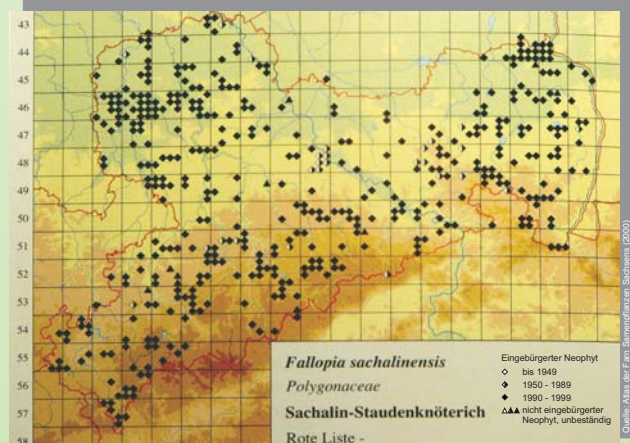 43
44
45
46
47
48
49
50
51
52
53
54
55
56
57
58
Fallopia sachalinensis
Polygonaceae
Sachalin-Staudenknöterich
Rote Liste -
Eingebürgerter Neophyt
bis 1949
1950 - 1989
1990 - 1999
nicht eingebürgerter
Neophyt, unbeständig
Quelle: Atlas der Farn Samenpflanzen Sachsens (2000)